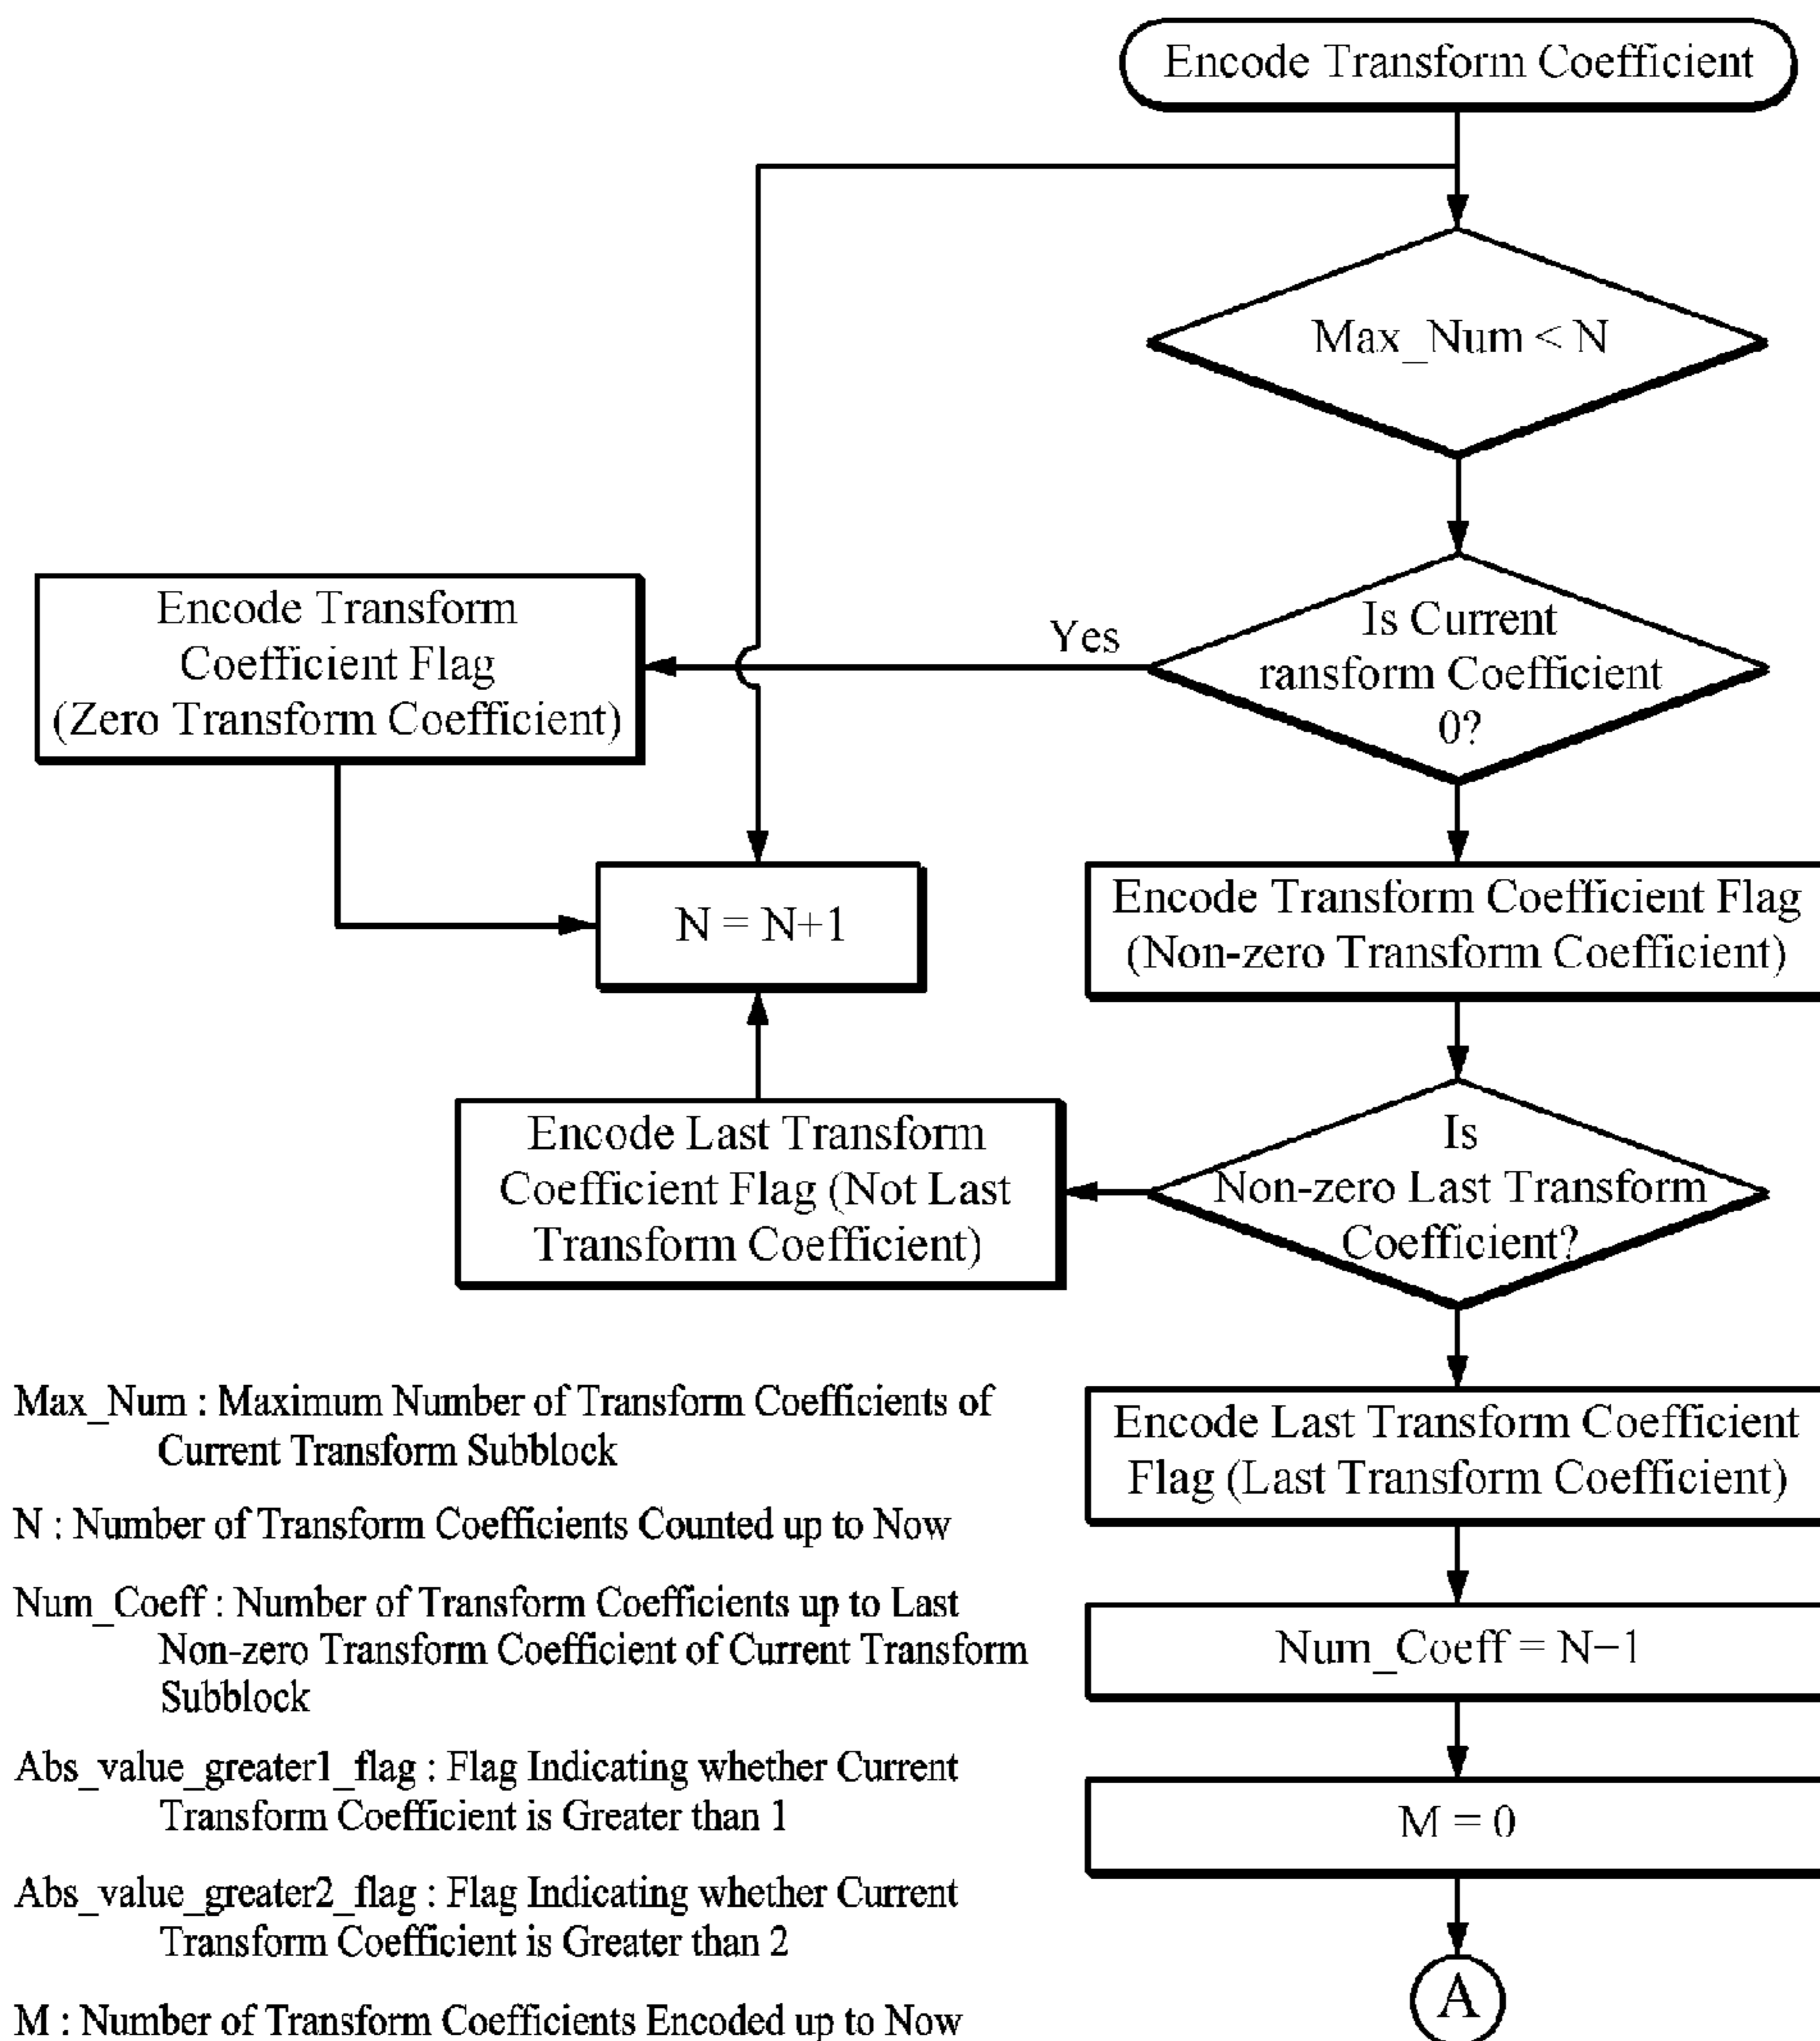 Encode Transform Coefficient
Max_Num < N
Is Current
ransform Coefficient
0?
Yes
Encode Transform
Coefficient Flag
(Zero Transform Coefficient)
N = N+1
Encode Transform Coefficient Flag
(Non-zero Transform Coefficient)
Is
Non-zero Last Transform
Coefficient?
Encode Last Transform
Coefficient Flag (Not Last
Transform Coefficient)
Encode Last Transform Coefficient
Flag (Last Transform Coefficient)
Num_Coeff = N−1
M = 0
A
Max_Num : Maximum Number of Transform Coefficients of
Current Transform Subblock
N : Number of Transform Coefficients Counted up to Now
Num_Coeff : Number of Transform Coefficients up to Last
Non-zero Transform Coefficient of Current Transform
Subblock
Abs_value_greater1_flag : Flag Indicating whether Current
Transform Coefficient is Greater than 1
Abs_value_greater2_flag : Flag Indicating whether Current
Transform Coefficient is Greater than 2
M : Number of Transform Coefficients Encoded up to Now